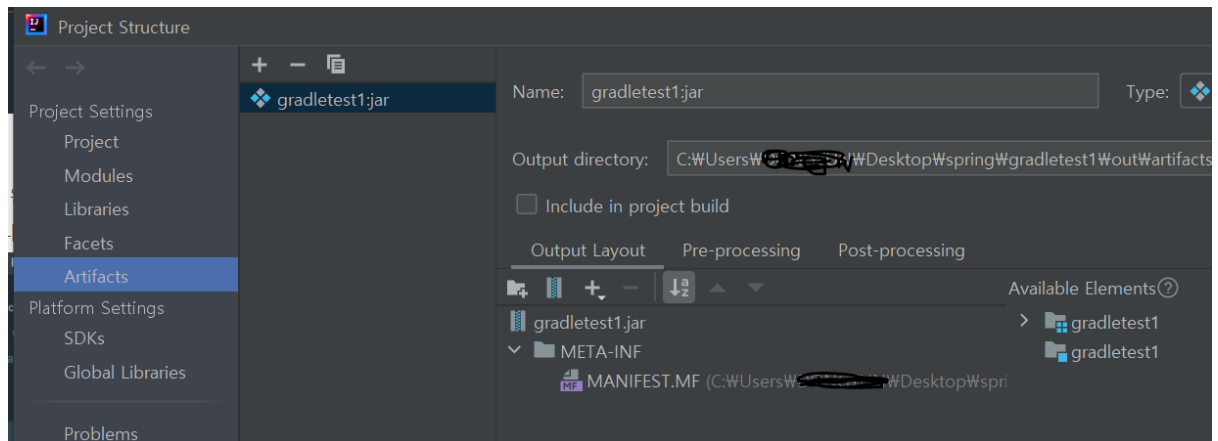 Project Structure
Project Settings
Project
Modules
Libraries
Facets
Artifacts
Platform Settings
SDKs
Global Libraries
Problems
gradletest1:jar
Name: gradletest1:jar Type:
Output directory: C:₩Users₩ ₩Desktop₩spring₩gradletest1₩out₩artifacts
Include in project build
Output Layout Pre-processing Post-processing
Available Elements
gradletest1.jar
META-INF
MANIFEST.MF (C:₩Users₩ ₩Desktop₩spri
gradletest1
gradletest1